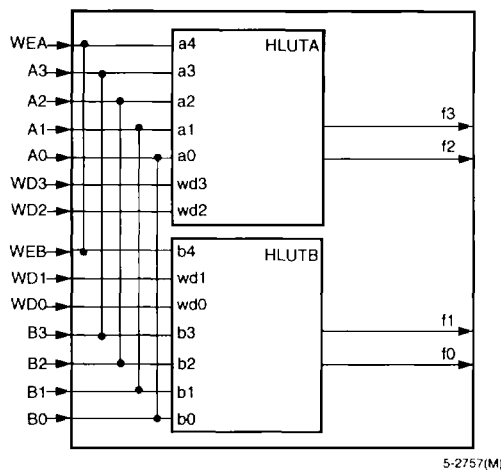 WEA a4 HLUTA
A3 a3
A2 a2
A1 a1 f3
A0 a0 f2
WD3 wd3
WD2 wd2
WEB b4 HLUTB
WD1 wd1
WD0 wd0
B3 b3 f1
B2 b2 f0
B1 b1
B0 b0
5-2757(M)